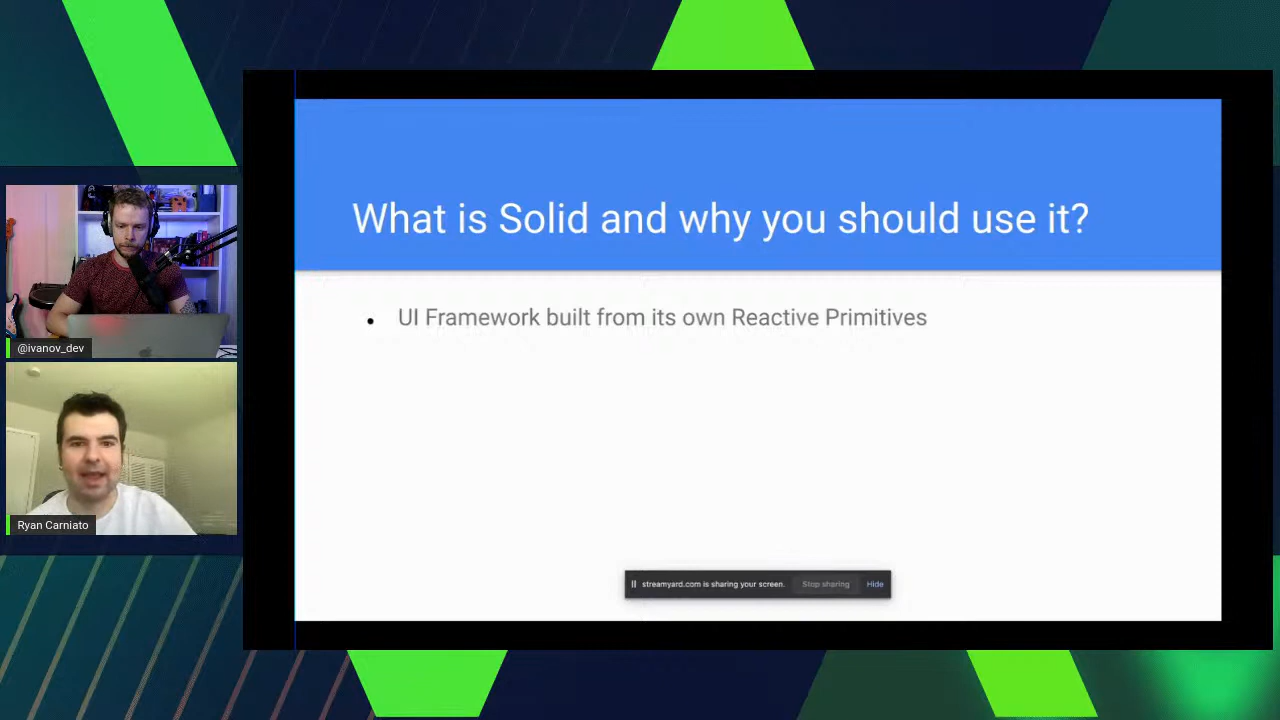 What is Solid and why you should use it?
• UI Framework built from its own Reactive Primitives
@ivanov_dev
Ryan Carniato
streamyard.com is sharing your screen. Stop sharing Hide